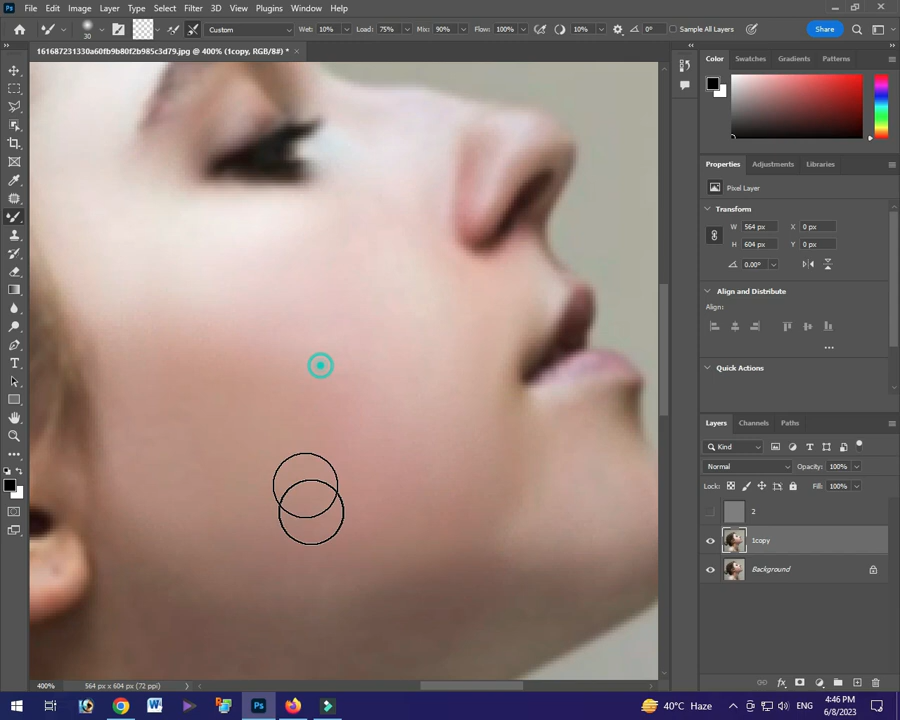 File Edit Image Layer Type Select Filter 3D View Plugins Window Help
30 Custom Wet: 10% Load: 75% Mix: 90% Flow: 100% 10% 0° Sample All Layers Share
161687231330a60fb9b80f2b985c3d79.jpg @ 400% (1copy, RGB/8#) * ×
Color Swatches Gradients Patterns
Properties Adjustments Libraries
Pixel Layer
Transform
W 564 px X 0 px
H 604 px Y 0 px
0.00°
Align and Distribute
Align:
Quick Actions
Layers Channels Paths
Kind
Normal Opacity: 100%
Lock: Fill: 100%
2
1copy
Background
400% 564 px x 604 px (72 ppi)
40°C Haze ENG 4:46 PM
6/8/2023